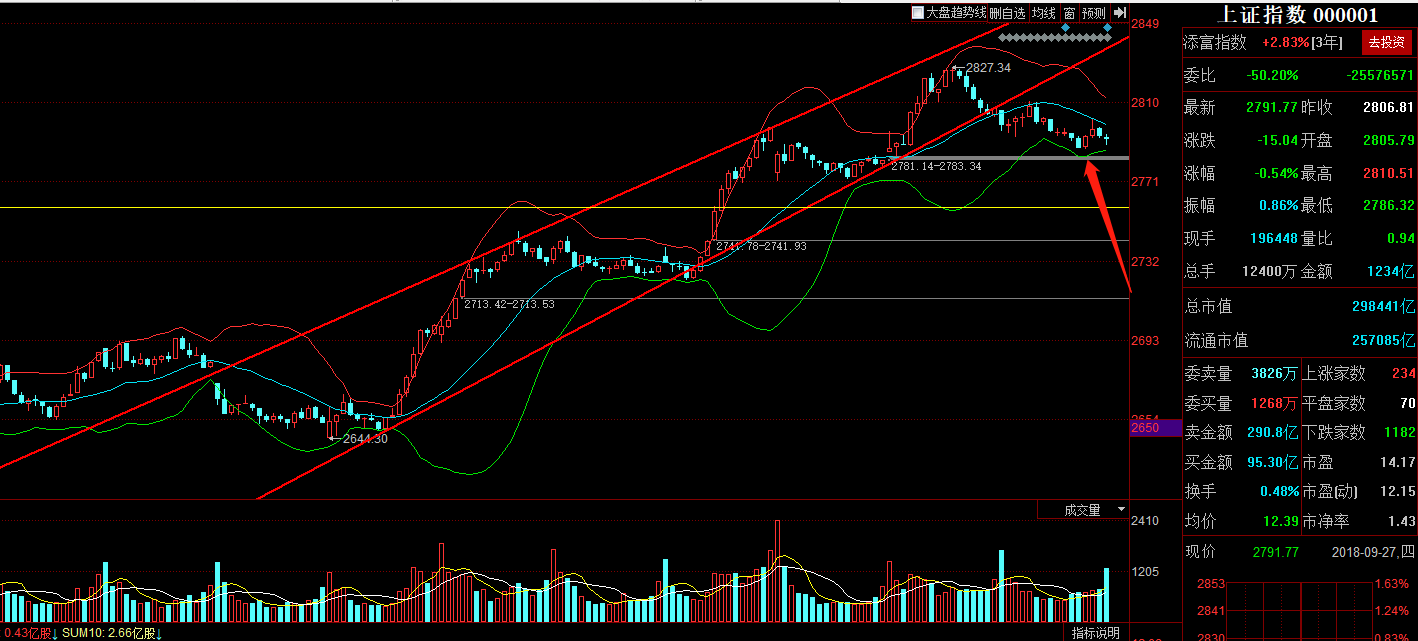 大盘趋势线 删自选 均线 窗 预测
上证指数 000001
2849
添富指数 +2.83%[3年] 去投资
2827.34
委比 -50.20% -25576571
2810
最新 2791.77 昨收 2806.81
涨跌 -15.04 开盘 2805.79
2781.14-2783.34
涨幅 -0.54% 最高 2810.51
2771
振幅 0.86% 最低 2786.32
现手 196448 量比 0.94
2741.78-2741.93
2732
总手 12400万 金额 1234亿
2713.42-2713.53
总市值 298441亿
2693
流通市值 257085亿
委卖量 3826万 上涨家数 234
委买量 1268万 平盘家数 70
2654
2650
卖金额 290.8亿 下跌家数 1182
2644.30
买金额 95.30亿 市盈 14.17
换手 0.48% 市盈(动) 12.15
成交量
2410
均价 12.39 市净率 1.43
现价 2791.77 2018-09-27,四
1205
2853 1.63%
2841 1.24%
0.43亿股↓ SUM10: 2.66亿股↓ 指标说明
2830 0.83%